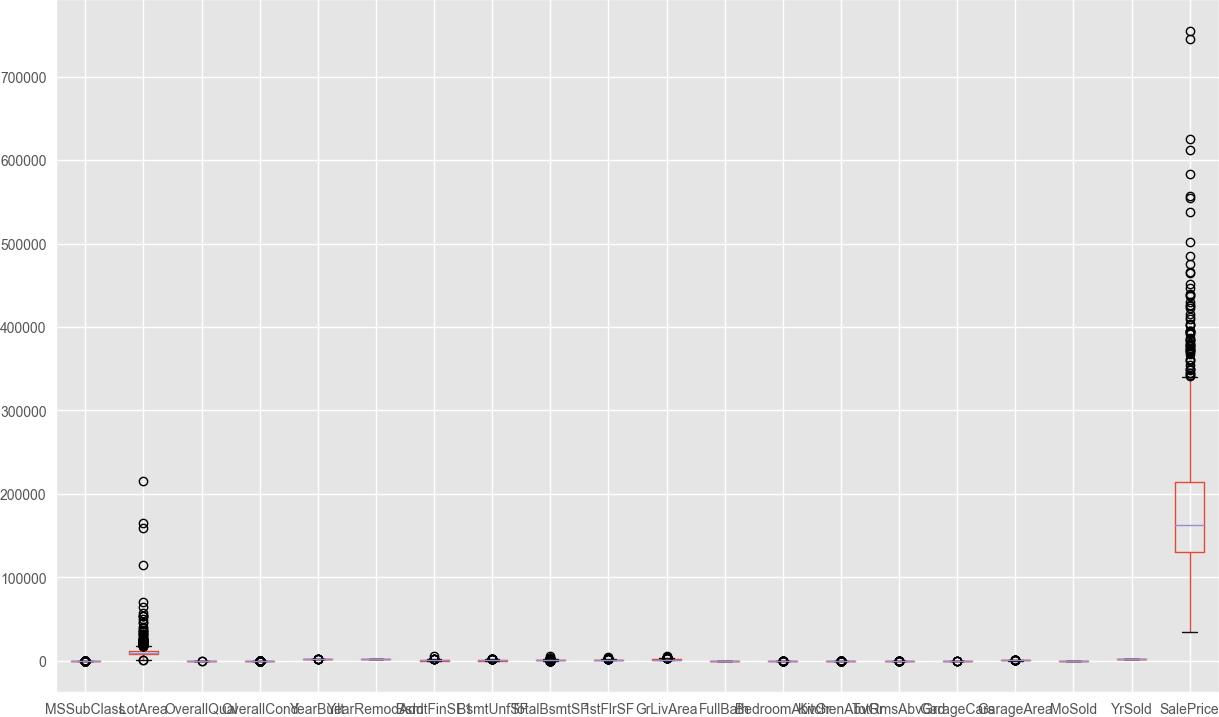 700000
600000
500000
400000
300000
200000
100000
0
MSSubClass
LotArea
OverallQual
OverallCond
YearBuilt
YearRemodAdd
BsmtFinSF1
BsmtUnfSF
TotalBsmtSF
1stFlrSF
GrLivArea
FullBath
BedroomAbvGr
KitchenAbvGr
TotRmsAbvGrd
GarageCars
GarageArea
MoSold
YrSold
SalePrice